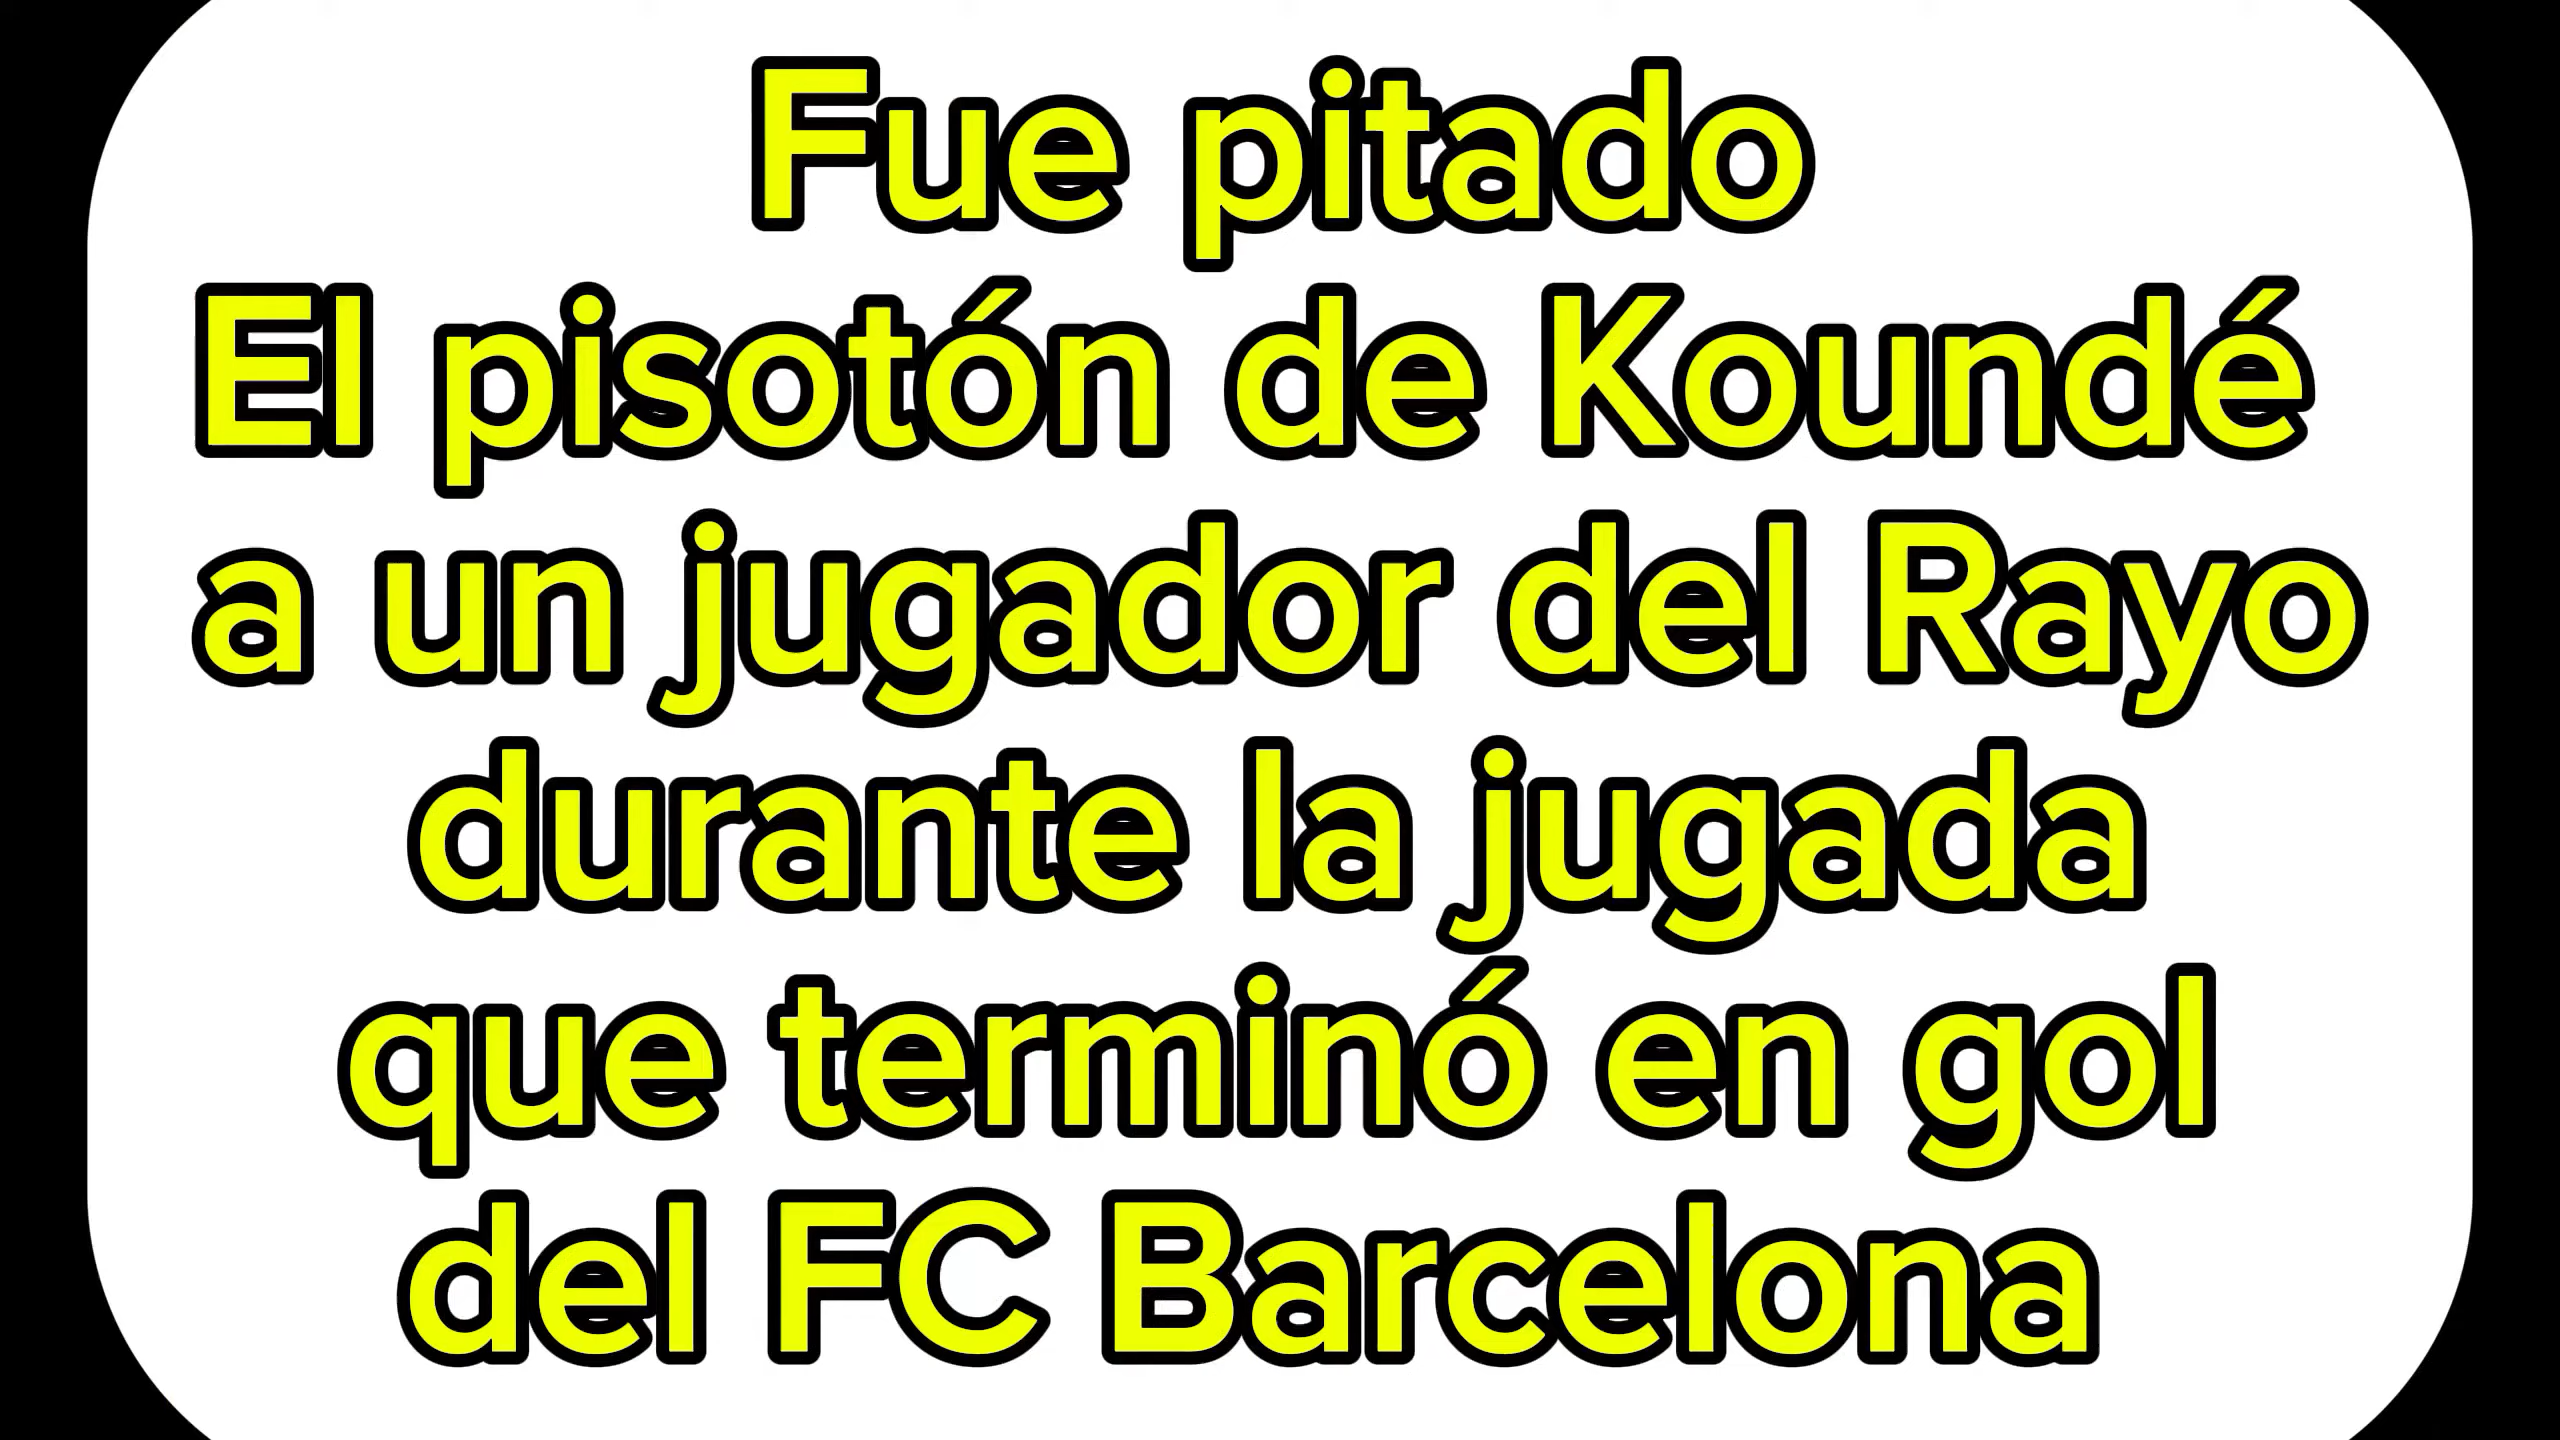 Fue pitado
El pisotón de Koundé
a un jugador del Rayo
durante la jugada
que terminó en gol
del FC Barcelona